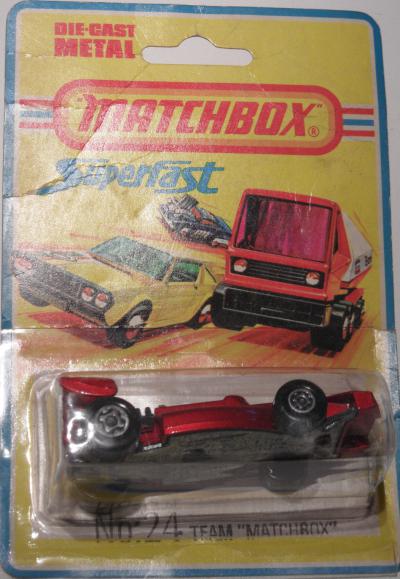 DIE-CAST
METAL
"MATCHBOX"®
Superfast
No: 24 TEAM "MATCHBOX"